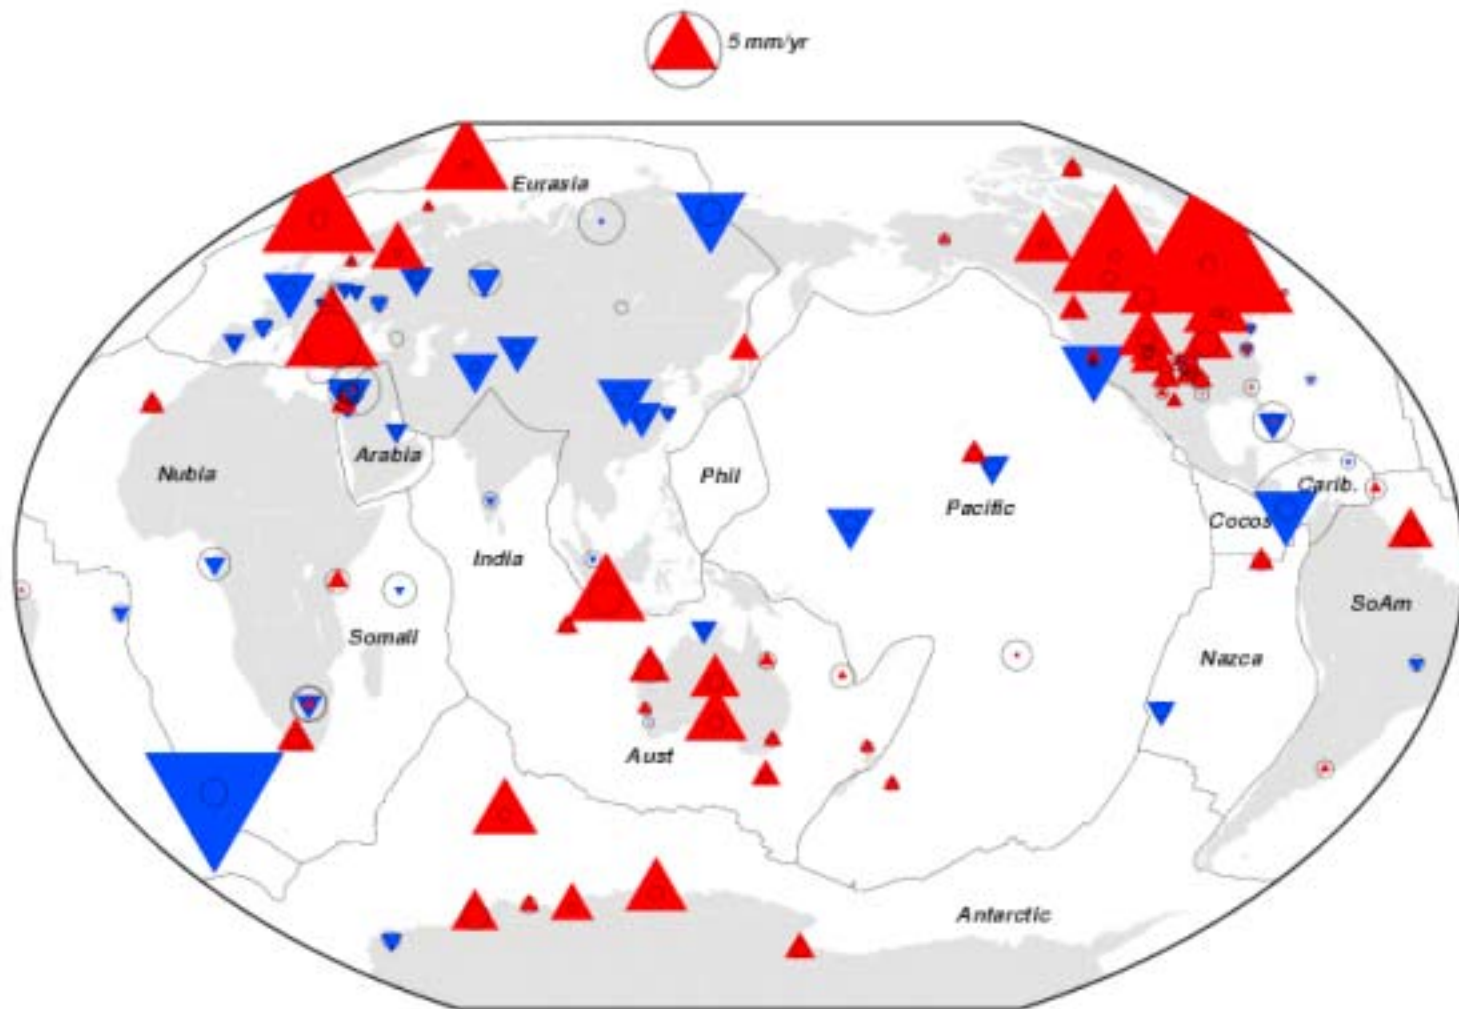 5 mm/yr
Eurasia
Nubia
Arabia
Phil
Pacific
Carib.
Cocos
India
SoAm
Somali
Nazca
Aust
Antarctic